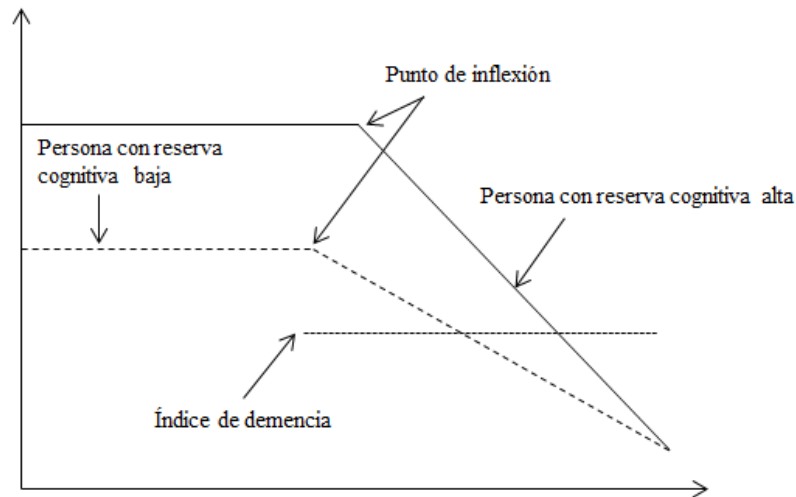 Punto de inflexión
Persona con reserva
cognitiva baja
Persona con reserva cognitiva alta
Índice de demencia